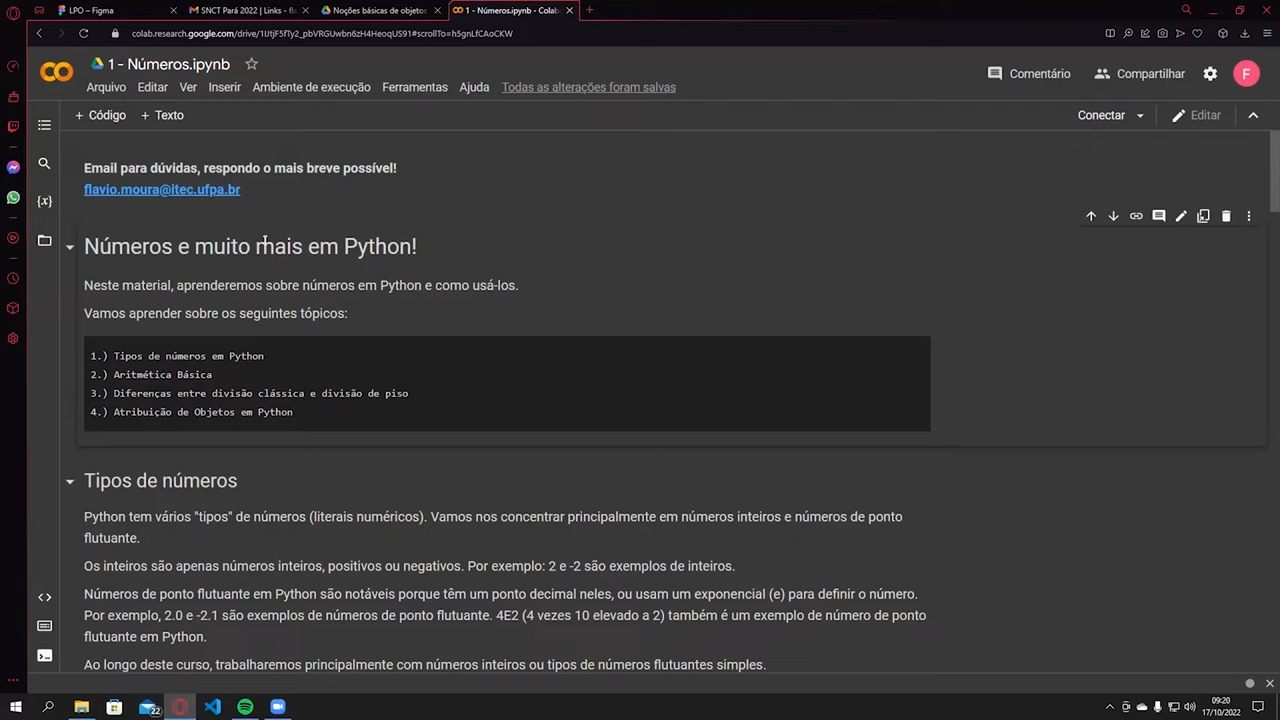 LPO – Figma
SNCT Pará 2022 | Links - fl
Noções básicas de objetos
1 - Números.ipynb - Colab
colab.research.google.com/drive/
1 - Números.ipynb
Comentário
Compartilhar
F
Arquivo Editar Ver Inserir Ambiente de execução Ferramentas Ajuda Todas as alterações foram salvas
+ Código + Texto
Conectar
Editar
Email para dúvidas, respondo o mais breve possível!
flavio.moura@itec.ufpa.br
Números e muito mais em Python!
Neste material, aprenderemos sobre números em Python e como usá-los.
Vamos aprender sobre os seguintes tópicos:
1.) Tipos de números em Python
2.) Aritmética Básica
3.) Diferenças entre divisão clássica e divisão de piso
4.) Atribuição de Objetos em Python
Tipos de números
Python tem vários "tipos" de números (literais numéricos). Vamos nos concentrar principalmente em números inteiros e números de ponto
flutuante.
Os inteiros são apenas números inteiros, positivos ou negativos. Por exemplo: 2 e -2 são exemplos de inteiros.
Números de ponto flutuante em Python são notáveis porque têm um ponto decimal neles, ou usam um exponencial (e) para definir o número.
Por exemplo, 2.0 e -2.1 são exemplos de números de ponto flutuante. 4E2 (4 vezes 10 elevado a 2) também é um exemplo de número de ponto
flutuante em Python.
Ao longo deste curso, trabalharemos principalmente com números inteiros ou tipos de números flutuantes simples.
22
09:20
17/10/2022